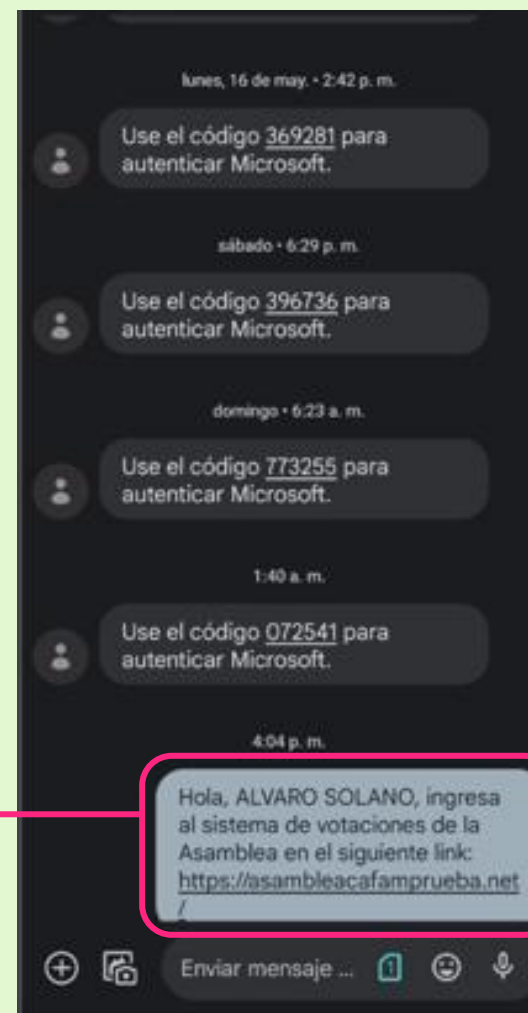 lunes, 16 de may. • 2:42 p. m.
Use el código 369281 para
autenticar Microsoft.
sábado • 6:29 p. m.
Use el código 396736 para
autenticar Microsoft.
domingo • 6:23 a. m.
Use el código 773255 para
autenticar Microsoft.
1:40 a. m.
Use el código 072541 para
autenticar Microsoft.
4:04 p. m.
Hola, ALVARO SOLANO, ingresa
al sistema de votaciones de la
Asamblea en el siguiente link:
https://asambleacafamprueba.net
/
Enviar mensaje ...
1